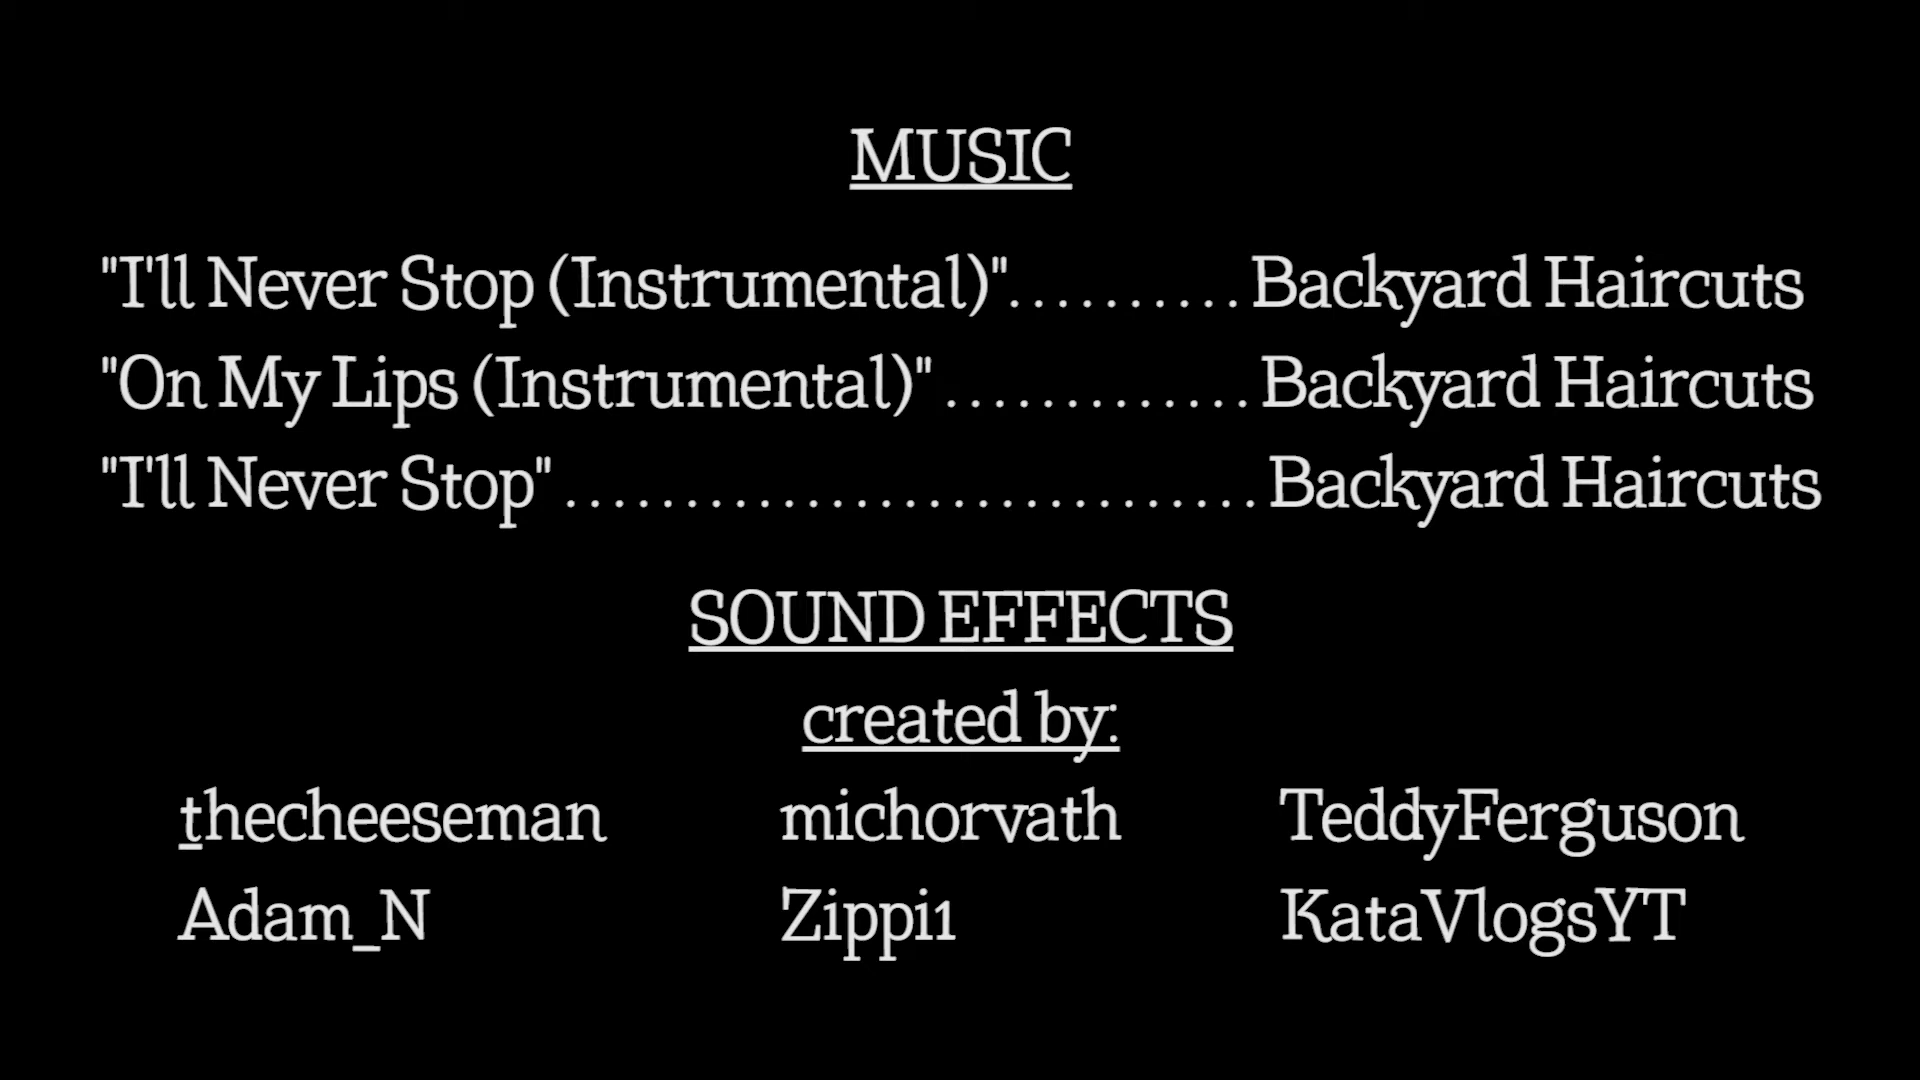 MUSIC
"I'll Never Stop (Instrumental)"..........Backyard Haircuts
"On My Lips (Instrumental)".............Backyard Haircuts
"I'll Never Stop".............................Backyard Haircuts
SOUND EFFECTS
created by:
thecheeseman michorvath TeddyFerguson
Adam_N Zippi1 KataVlogsYT